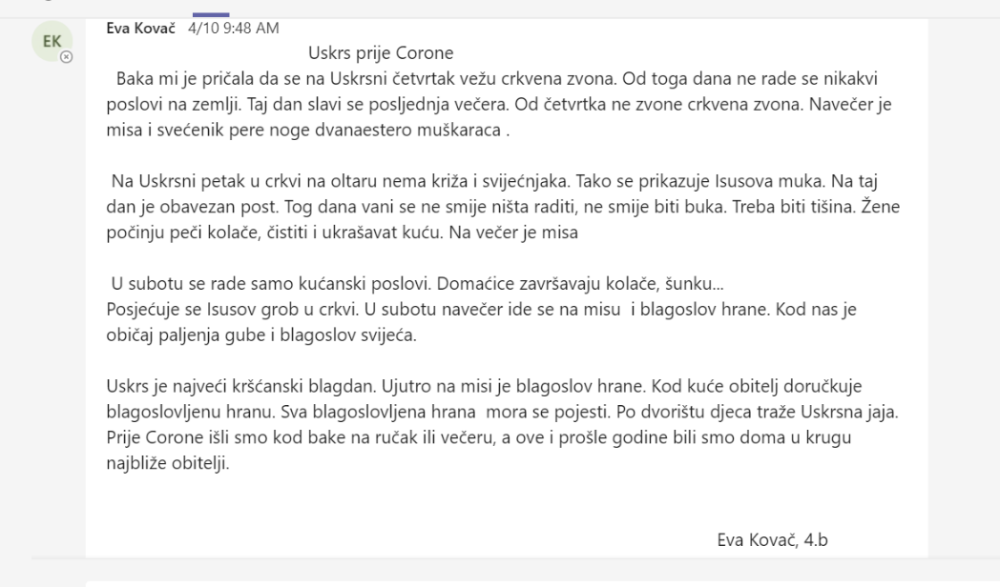 Eva Kovač 4/10 9:48 AM
EK
Uskrs prije Corone
Baka mi je pričala da se na Uskrsni četvrtak vežu crkvena zvona. Od toga dana ne rade se nikakvi
poslovi na zemlji. Taj dan slavi se posljednja večera. Od četvrtka ne zvone crkvena zvona. Navečer je
misa i svećenik pere noge dvanaestero muškaraca .
Na Uskrsni petak u crkvi na oltaru nema križa i svijećnjaka. Tako se prikazuje Isusova muka. Na taj
dan je obavezan post. Tog dana vani se ne smije ništa raditi, ne smije biti buka. Treba biti tišina. Žene
počinju peči kolače, čistiti i ukrašavat kuću. Na večer je misa
U subotu se rade samo kućanski poslovi. Domaćice završavaju kolače, šunku...
Posjećuje se Isusov grob u crkvi. U subotu navečer ide se na misu i blagoslov hrane. Kod nas je
običaj paljenja gube i blagoslov svijeća.
Uskrs je najveći kršćanski blagdan. Ujutro na misi je blagoslov hrane. Kod kuće obitelj doručkuje
blagoslovljenu hranu. Sva blagoslovljena hrana mora se pojesti. Po dvorištu djeca traže Uskrsna jaja.
Prije Corone išli smo kod bake na ručak ili večeru, a ove i prošle godine bili smo doma u krugu
najbliže obitelji.
Eva Kovač, 4.b